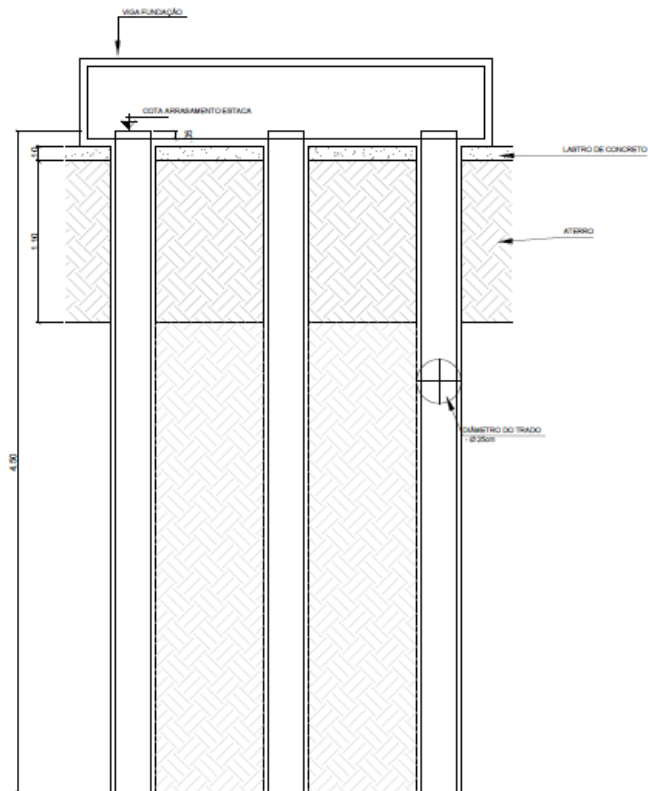 VIGA FUNDAÇÃO
COTA ARRASAMENTO ESTACA
LASTRO DE CONCRETO
ATERRO
1.10
4.50
DIÂMETRO DO TRADO
- Ø 25cm